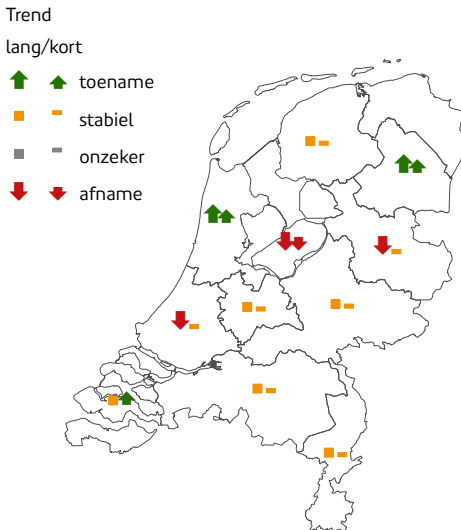 Trend
lang/kort
toename
stabiel
onzeker
afname